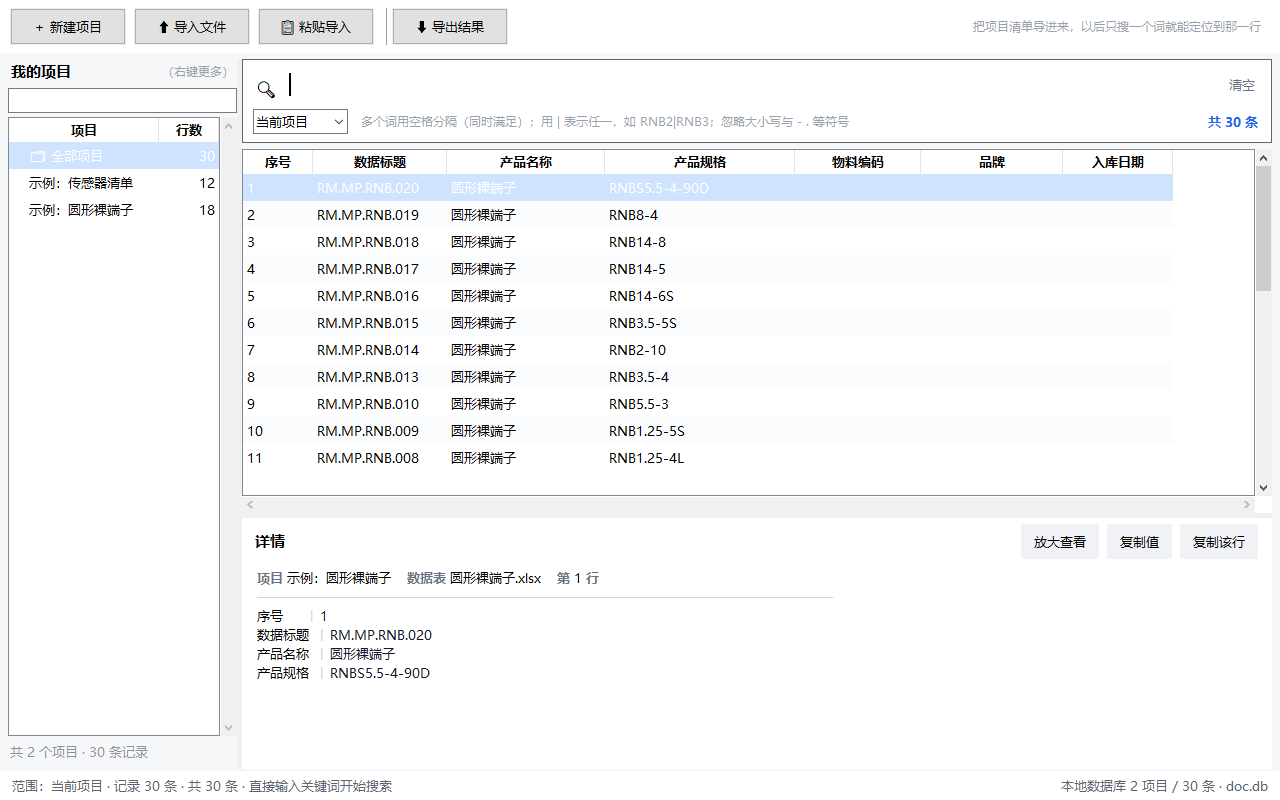 + 新建项目 导入文件 粘贴导入 导出结果 把项目清单导进来，以后只搜一个词就能定位到那一行
我的项目 (右键更多)
清空
当前项目 多个词用空格分隔（同时满足）；用 | 表示任一，如 RNB2|RNB3；忽略大小写与 - . 等符号 共 30 条
项目 行数
全部项目 30
示例：传感器清单 12
示例：圆形裸端子 18
共 2 个项目 · 30 条记录
序号 数据标题 产品名称 产品规格 物料编码 品牌 入库日期
1 RM.MP.RNB.020 圆形裸端子 RNBS5.5-4-90D
2 RM.MP.RNB.019 圆形裸端子 RNB8-4
3 RM.MP.RNB.018 圆形裸端子 RNB14-8
4 RM.MP.RNB.017 圆形裸端子 RNB14-5
5 RM.MP.RNB.016 圆形裸端子 RNB14-6S
6 RM.MP.RNB.015 圆形裸端子 RNB3.5-5S
7 RM.MP.RNB.014 圆形裸端子 RNB2-10
8 RM.MP.RNB.013 圆形裸端子 RNB3.5-4
9 RM.MP.RNB.010 圆形裸端子 RNB5.5-3
10 RM.MP.RNB.009 圆形裸端子 RNB1.25-5S
11 RM.MP.RNB.008 圆形裸端子 RNB1.25-4L
详情 放大查看 复制值 复制该行
项目 示例：圆形裸端子 数据表 圆形裸端子.xlsx 第 1 行
序号 | 1
数据标题 | RM.MP.RNB.020
产品名称 | 圆形裸端子
产品规格 | RNBS5.5-4-90D
范围：当前项目 · 记录 30 条 · 共 30 条 · 直接输入关键词开始搜索 本地数据库 2 项目 / 30 条 · doc.db